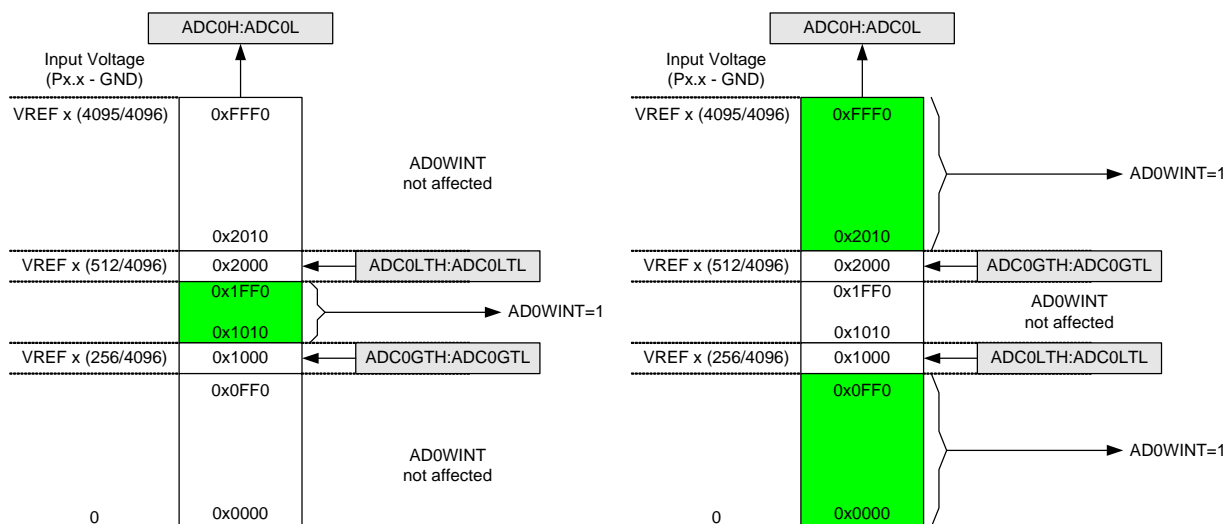 ADC0H:ADC0L
Input Voltage
(Px.x - GND)
VREF x (4095/4096)
0xFFF0
AD0WINT
not affected
0x2010
VREF x (512/4096)
0x2000
ADC0LTH:ADC0LTL
0x1FF0
AD0WINT=1
0x1010
VREF x (256/4096)
0x1000
ADC0GTH:ADC0GTL
0x0FF0
AD0WINT
not affected
0
0x0000
ADC0H:ADC0L
Input Voltage
(Px.x - GND)
VREF x (4095/4096)
0xFFF0
AD0WINT=1
0x2010
VREF x (512/4096)
0x2000
ADC0GTH:ADC0GTL
0x1FF0
AD0WINT
not affected
0x1010
VREF x (256/4096)
0x1000
ADC0LTH:ADC0LTL
0x0FF0
AD0WINT=1
0
0x0000